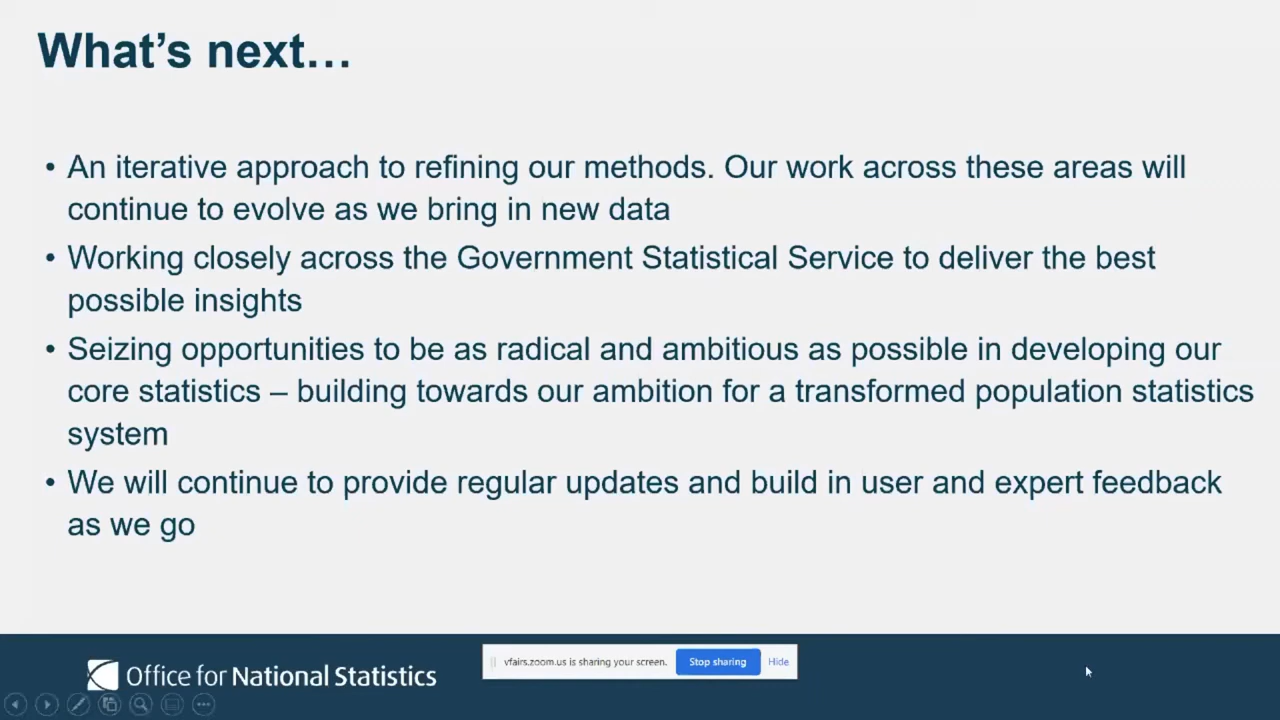 What’s next…
• An iterative approach to refining our methods. Our work across these areas will
continue to evolve as we bring in new data
• Working closely across the Government Statistical Service to deliver the best
possible insights
• Seizing opportunities to be as radical and ambitious as possible in developing our
core statistics – building towards our ambition for a transformed population statistics
system
• We will continue to provide regular updates and build in user and expert feedback
as we go
Office for National Statistics
vfairs.zoom.us is sharing your screen. Stop sharing Hide